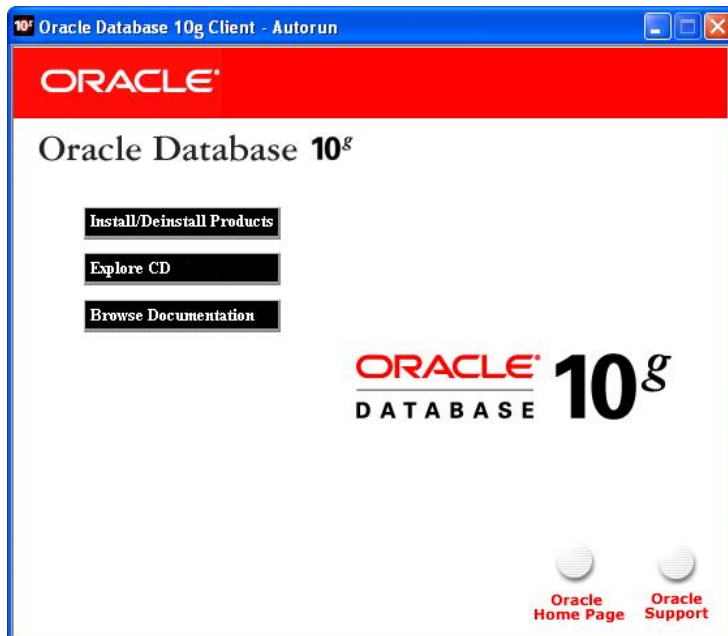 10g Oracle Database 10g Client - Autorun
ORACLE
Oracle Database 10g
Install/Deinstall Products
Explore CD
Browse Documentation
ORACLE 10g
DATABASE
Oracle
Home Page
Oracle
Support